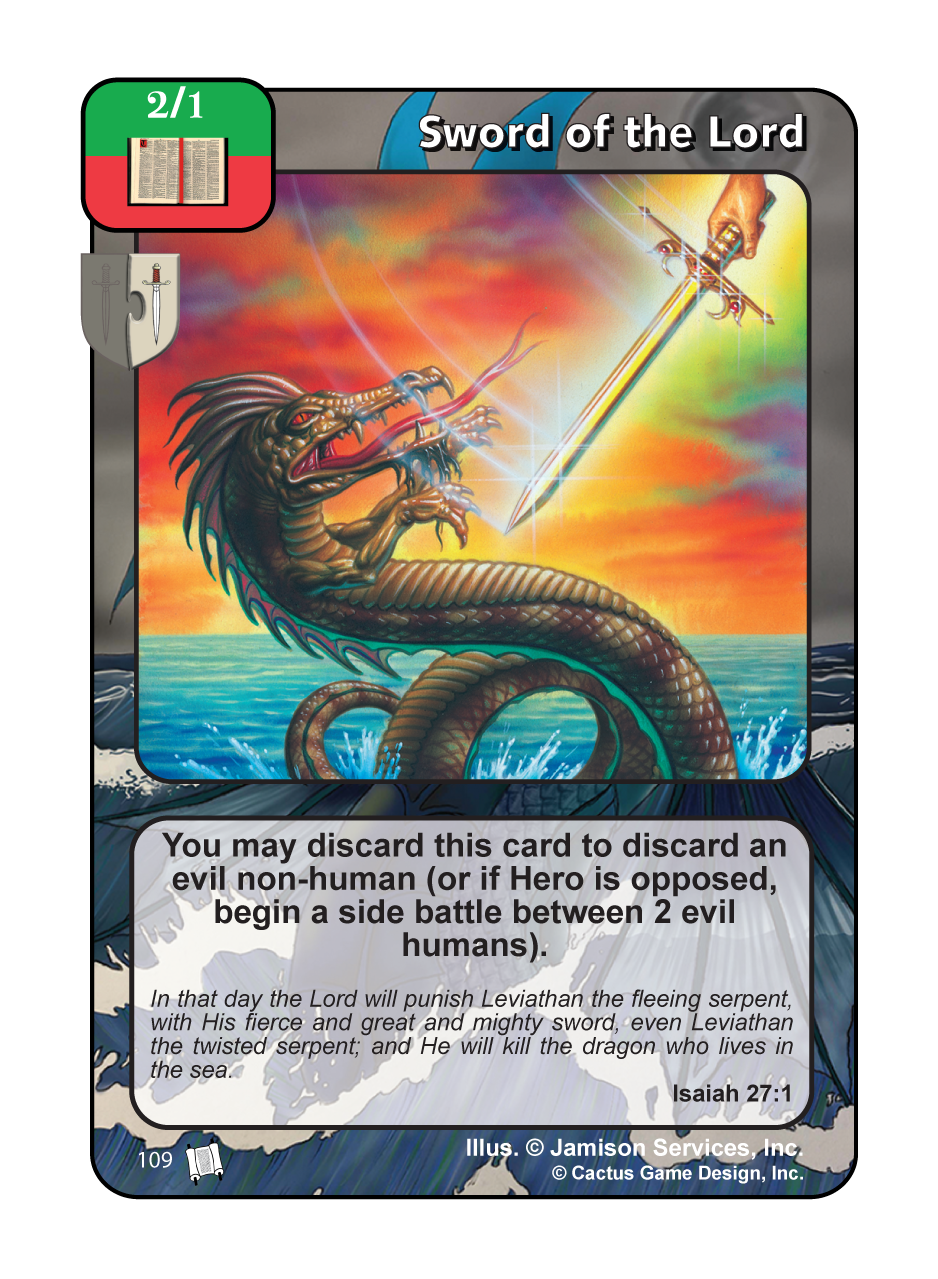 2/1
Sword of the Lord
You may discard this card to discard an
evil non-human (or if Hero is opposed,
begin a side battle between 2 evil
humans).
In that day the Lord will punish Leviathan the fleeing serpent,
with His fierce and great and mighty sword, even Leviathan
the twisted serpent; and He will kill the dragon who lives in
the sea.
Isaiah 27:1
109
Illus. © Jamison Services, Inc.
© Cactus Game Design, Inc.